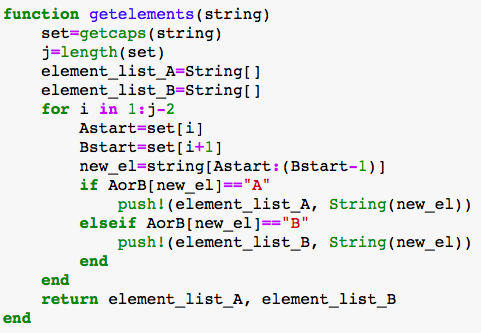 function getelements(string)
    set=getcaps(string)
    j=length(set)
    element_list_A=String[]
    element_list_B=String[]
    for i in 1:j-2
        Astart=set[i]
        Bstart=set[i+1]
        new_el=string[Astart:(Bstart-1)]
        if AorB[new_el]=="A"
            push!(element_list_A, String(new_el))
        elseif AorB[new_el]=="B"
            push!(element_list_B, String(new_el))
        end
    end
    return element_list_A, element_list_B
end